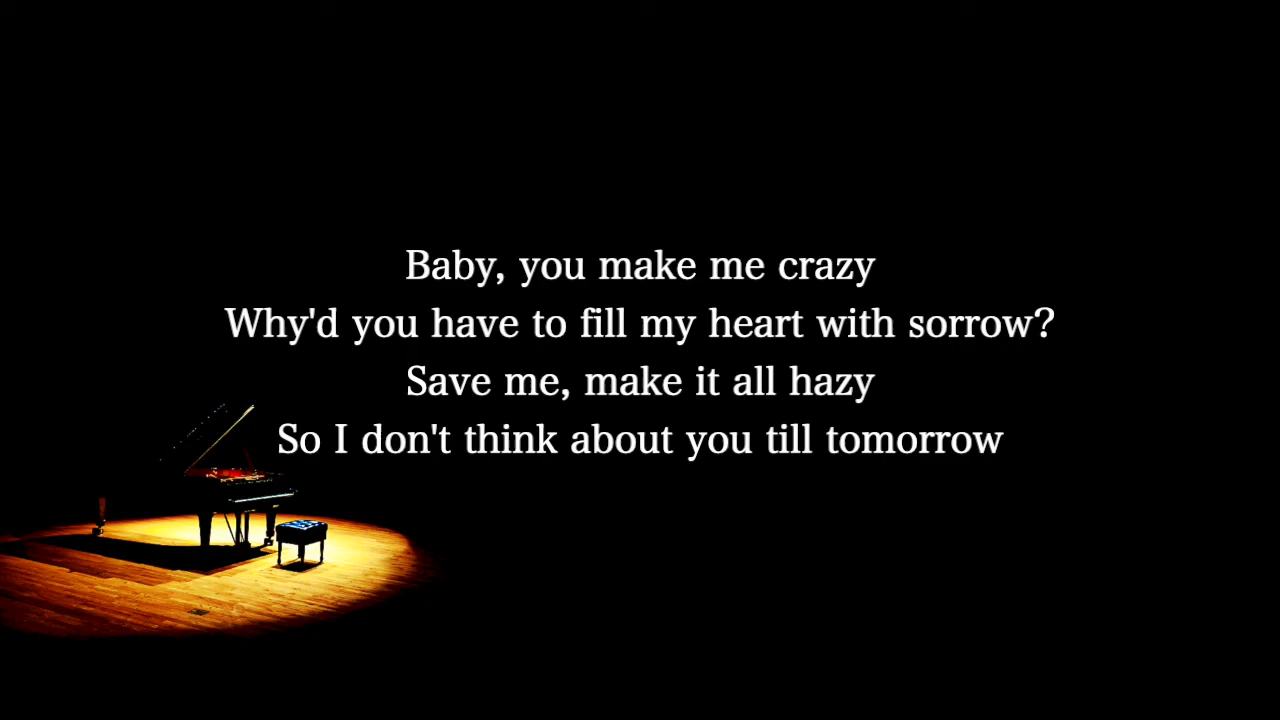 Baby, you make me crazy
Why'd you have to fill my heart with sorrow?
Save me, make it all hazy
So I don't think about you till tomorrow